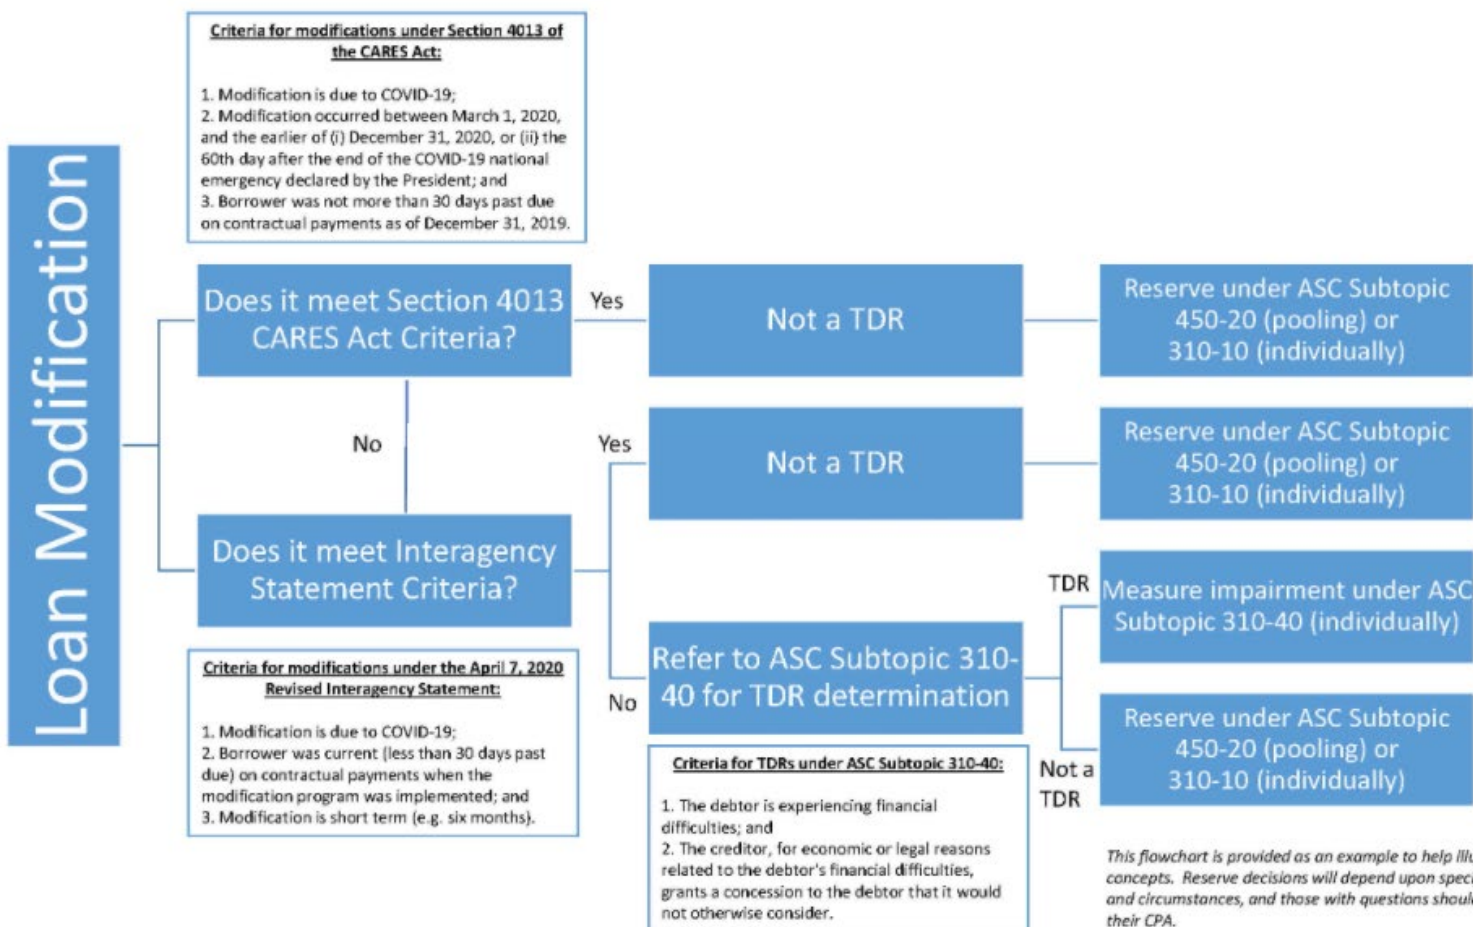 Loan Modification
Criteria for modifications under Section 4013 of
the CARES Act:
1. Modification is due to COVID-19;
2. Modification occurred between March 1, 2020,
and the earlier of (i) December 31, 2020, or (ii) the
60th day after the end of the COVID-19 national
emergency declared by the President; and
3. Borrower was not more than 30 days past due
on contractual payments as of December 31, 2019.
Does it meet Section 4013
CARES Act Criteria?
Yes
Not a TDR
Reserve under ASC Subtopic
450-20 (pooling) or
310-10 (individually)
No
Does it meet Interagency
Statement Criteria?
Yes
Not a TDR
Reserve under ASC Subtopic
450-20 (pooling) or
310-10 (individually)
Criteria for modifications under the April 7, 2020
Revised Interagency Statement:
1. Modification is due to COVID-19;
2. Borrower was current (less than 30 days past
due) on contractual payments when the
modification program was implemented; and
3. Modification is short term (e.g. six months).
No
Refer to ASC Subtopic 310-
40 for TDR determination
TDR
Measure impairment under ASC
Subtopic 310-40 (individually)
Not a
TDR
Reserve under ASC Subtopic
450-20 (pooling) or
310-10 (individually)
Criteria for TDRs under ASC Subtopic 310-40:
1. The debtor is experiencing financial
difficulties; and
2. The creditor, for economic or legal reasons
related to the debtor's financial difficulties,
grants a concession to the debtor that it would
not otherwise consider.
This flowchart is provided as an example to help
concepts. Reserve decisions will depend upon
and circumstances, and those with questions
their CPA.